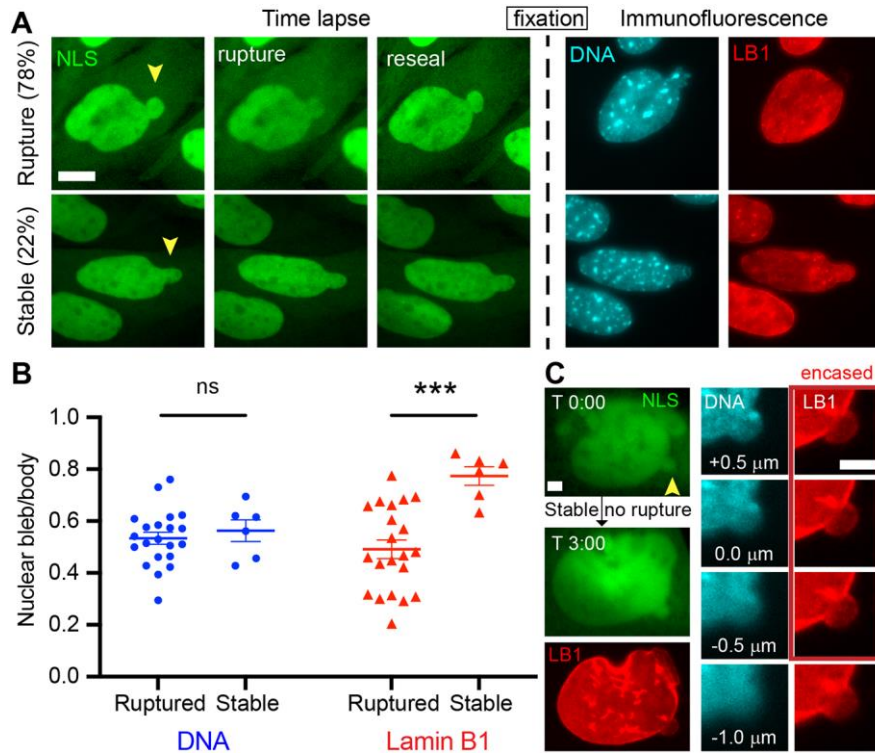 A
Time lapse
fixation
Immunofluorescence
Rupture (78%)
NLS
rupture
reseal
DNA
LB1
Stable (22%)
B
Nuclear bleb/body
1.0
0.8
0.6
0.4
0.2
0.0
ns
***
Ruptured Stable
Ruptured Stable
DNA
Lamin B1
C
encased
T 0:00
NLS
DNA
LB1
+0.5 μm
Stable no rupture
0.0 μm
T 3:00
-0.5 μm
LB1
-1.0 μm